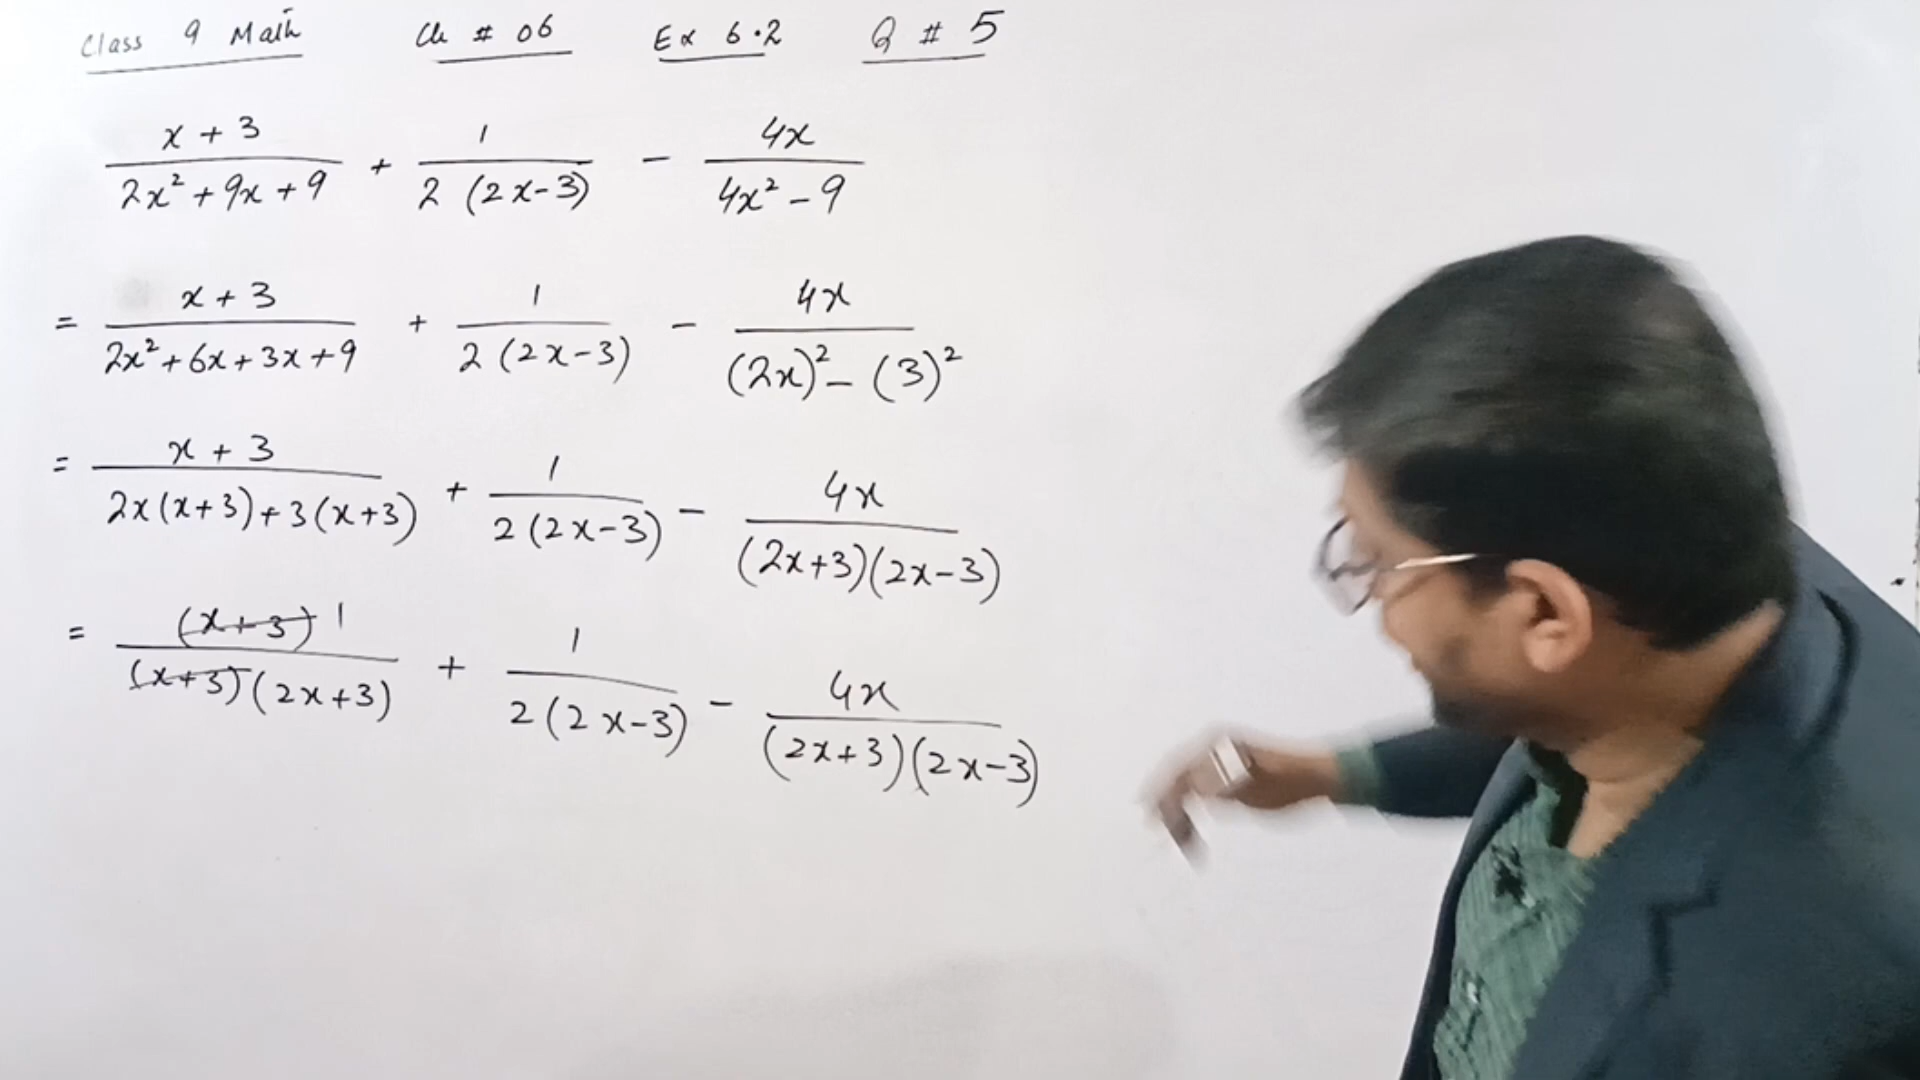 Class 9 Math Ch # 06 Ex 6.2 Q # 5
x + 3 / 2x² + 9x + 9 + 1 / 2 (2x-3) - 4x / 4x² - 9
= x + 3 / 2x² + 6x + 3x + 9 + 1 / 2 (2x-3) - 4x / (2x)² - (3)²
= x + 3 / 2x(x+3) + 3(x+3) + 1 / 2 (2x-3) - 4x / (2x+3)(2x-3)
= (x+3) 1 / (x+3)(2x+3) + 1 / 2 (2x-3) - 4x / (2x+3)(2x-3)